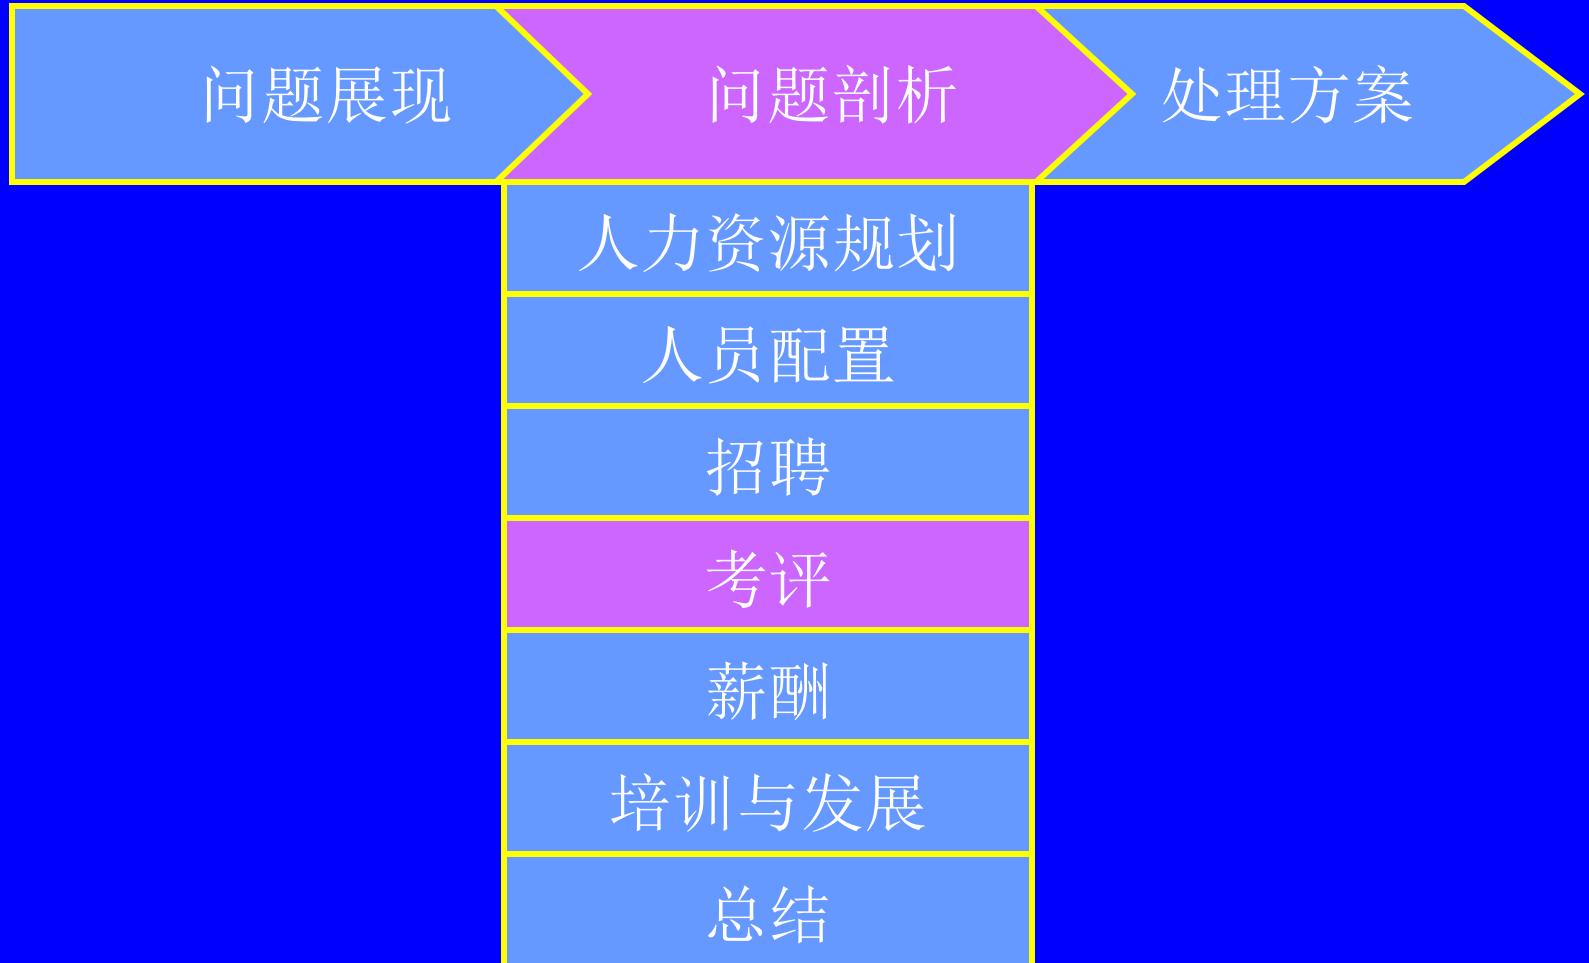 问题展现 问题剖析 处理方案
人力资源规划
人员配置
招聘
考评
薪酬
培训与发展
总结